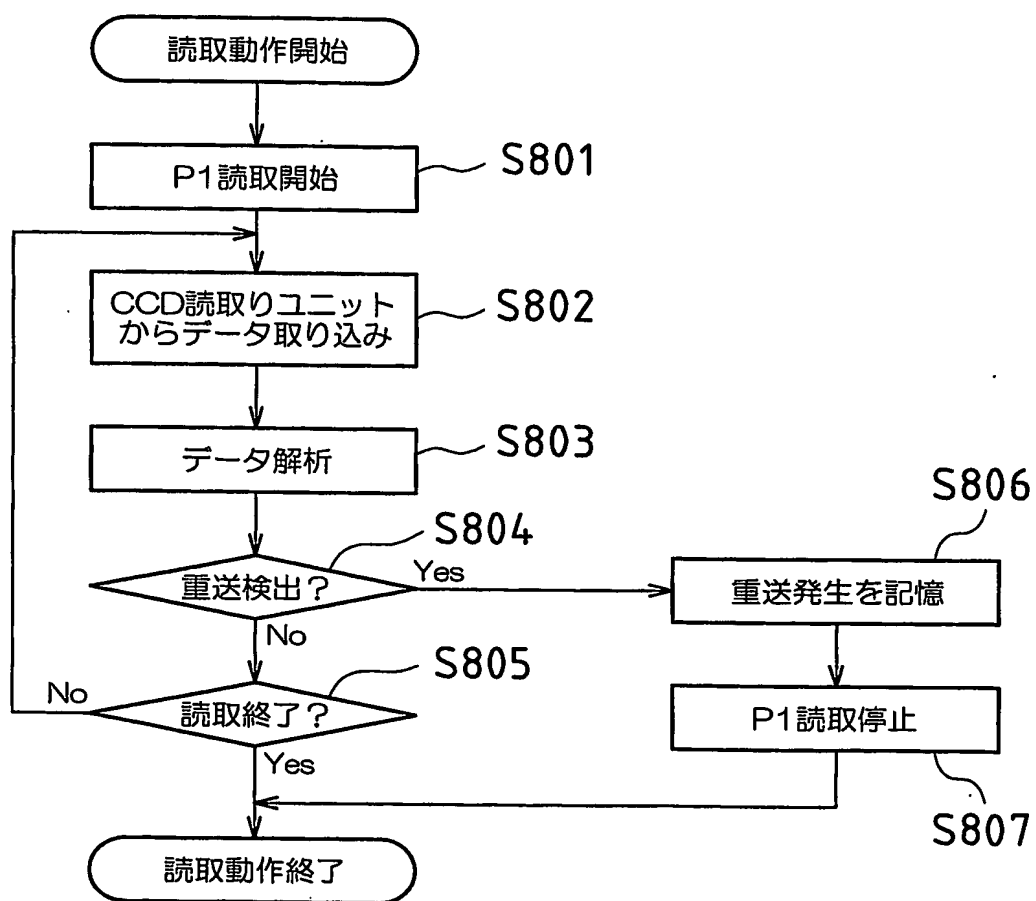 読取動作開始
P1読取開始
S801
CCD読取りユニット
からデータ取り込み
S802
データ解析
S803
重送検出?
S804
Yes
No
読取終了?
S805
No
Yes
重送発生を記憶
S806
P1読取停止
S807
読取動作終了